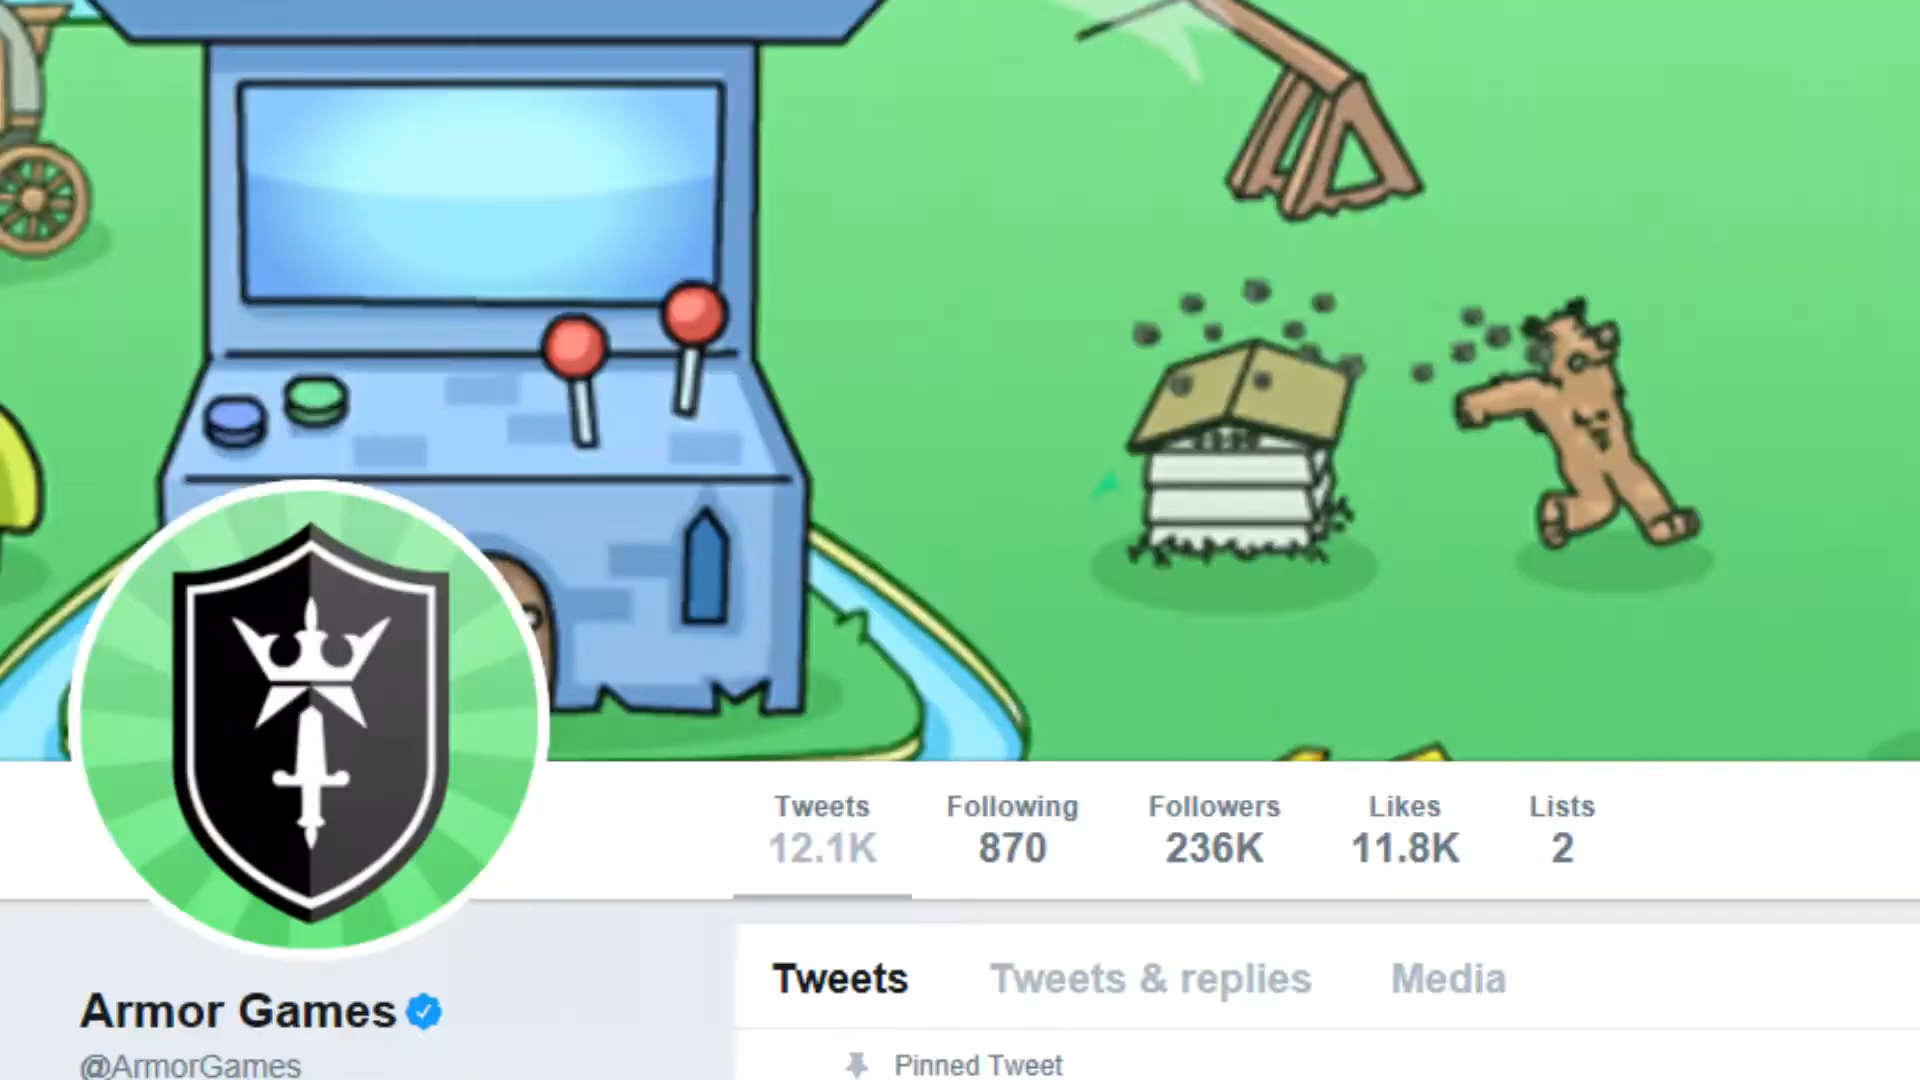 Tweets Following Followers Likes Lists
12.1K 870 236K 11.8K 2
Tweets Tweets & replies Media
Armor Games
@ArmorGames
Pinned Tweet